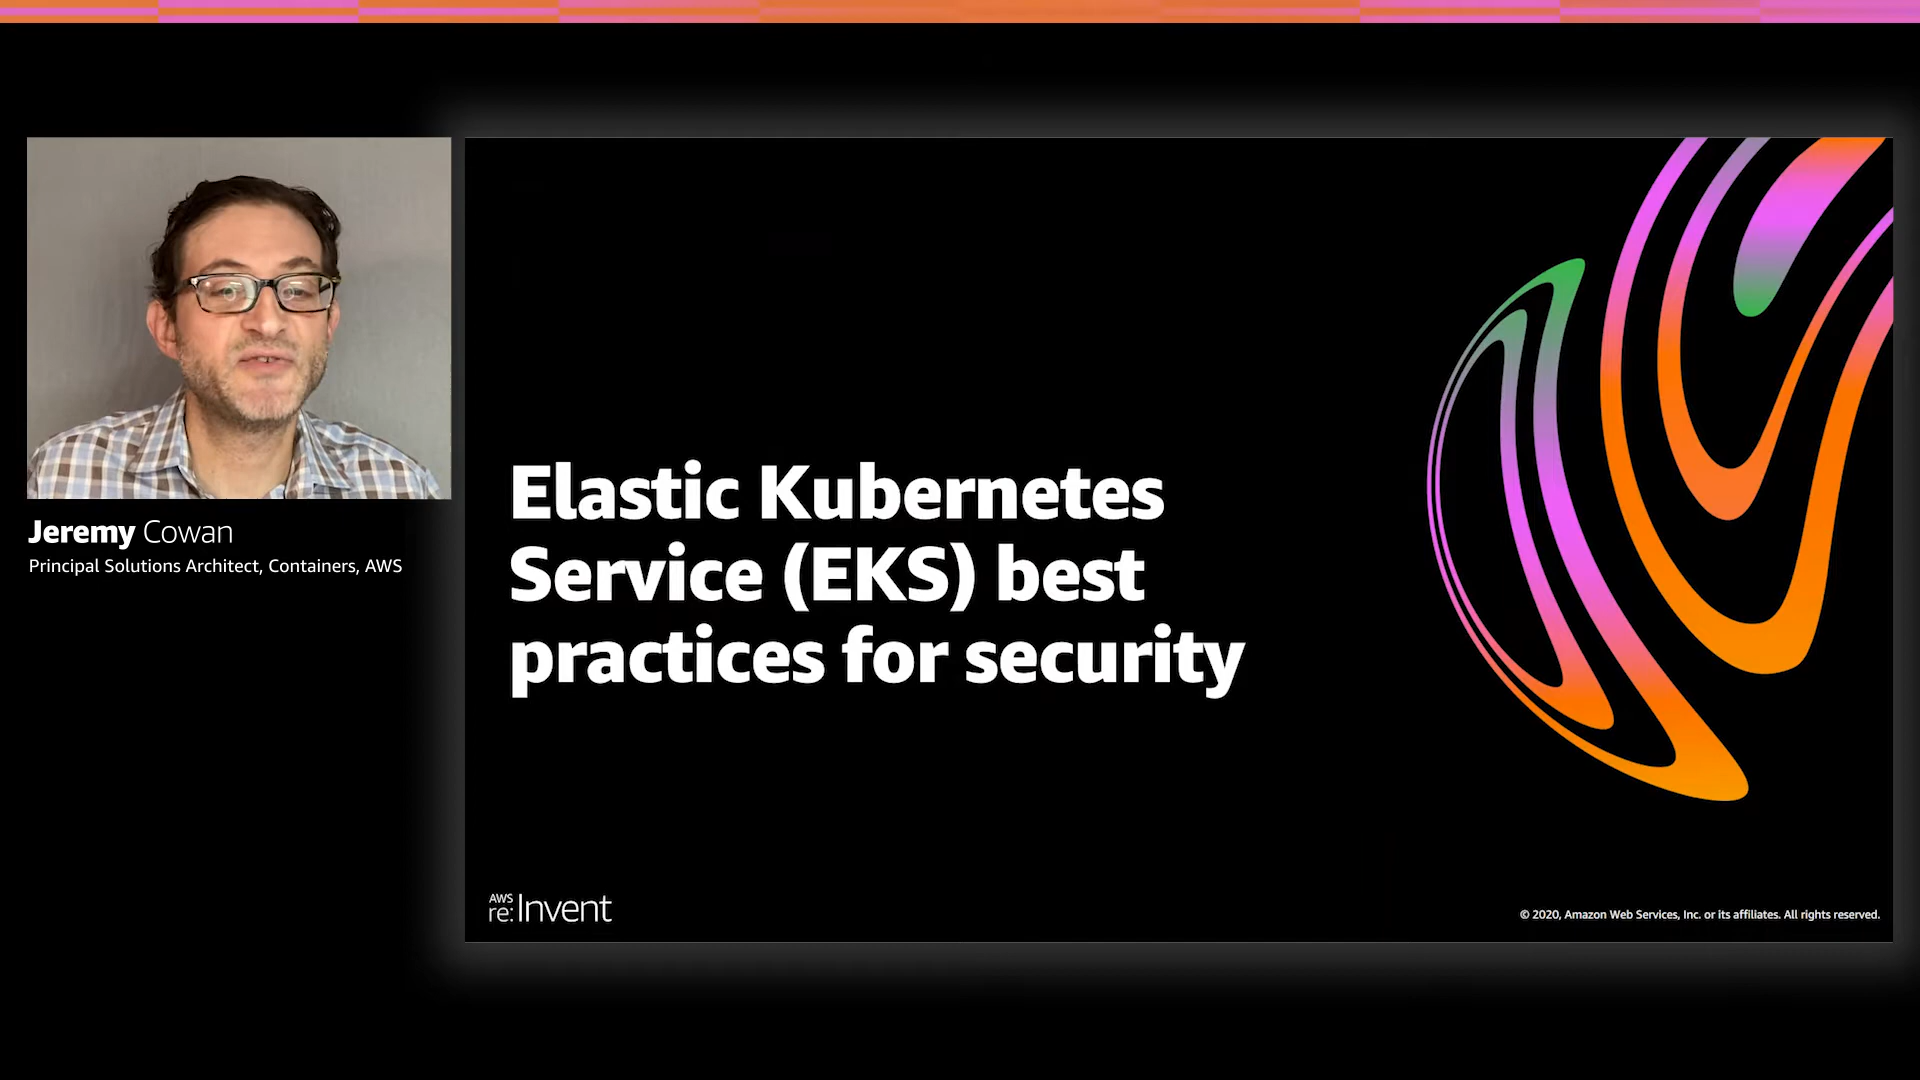 Jeremy Cowan
Principal Solutions Architect, Containers, AWS
Elastic Kubernetes
Service (EKS) best
practices for security
AWS
re:Invent
© 2020, Amazon Web Services, Inc. or its affiliates. All rights reserved.